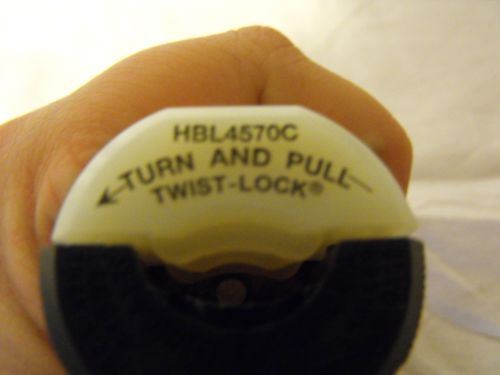 HBL4570C
TURN AND PULL
TWIST-LOCK®